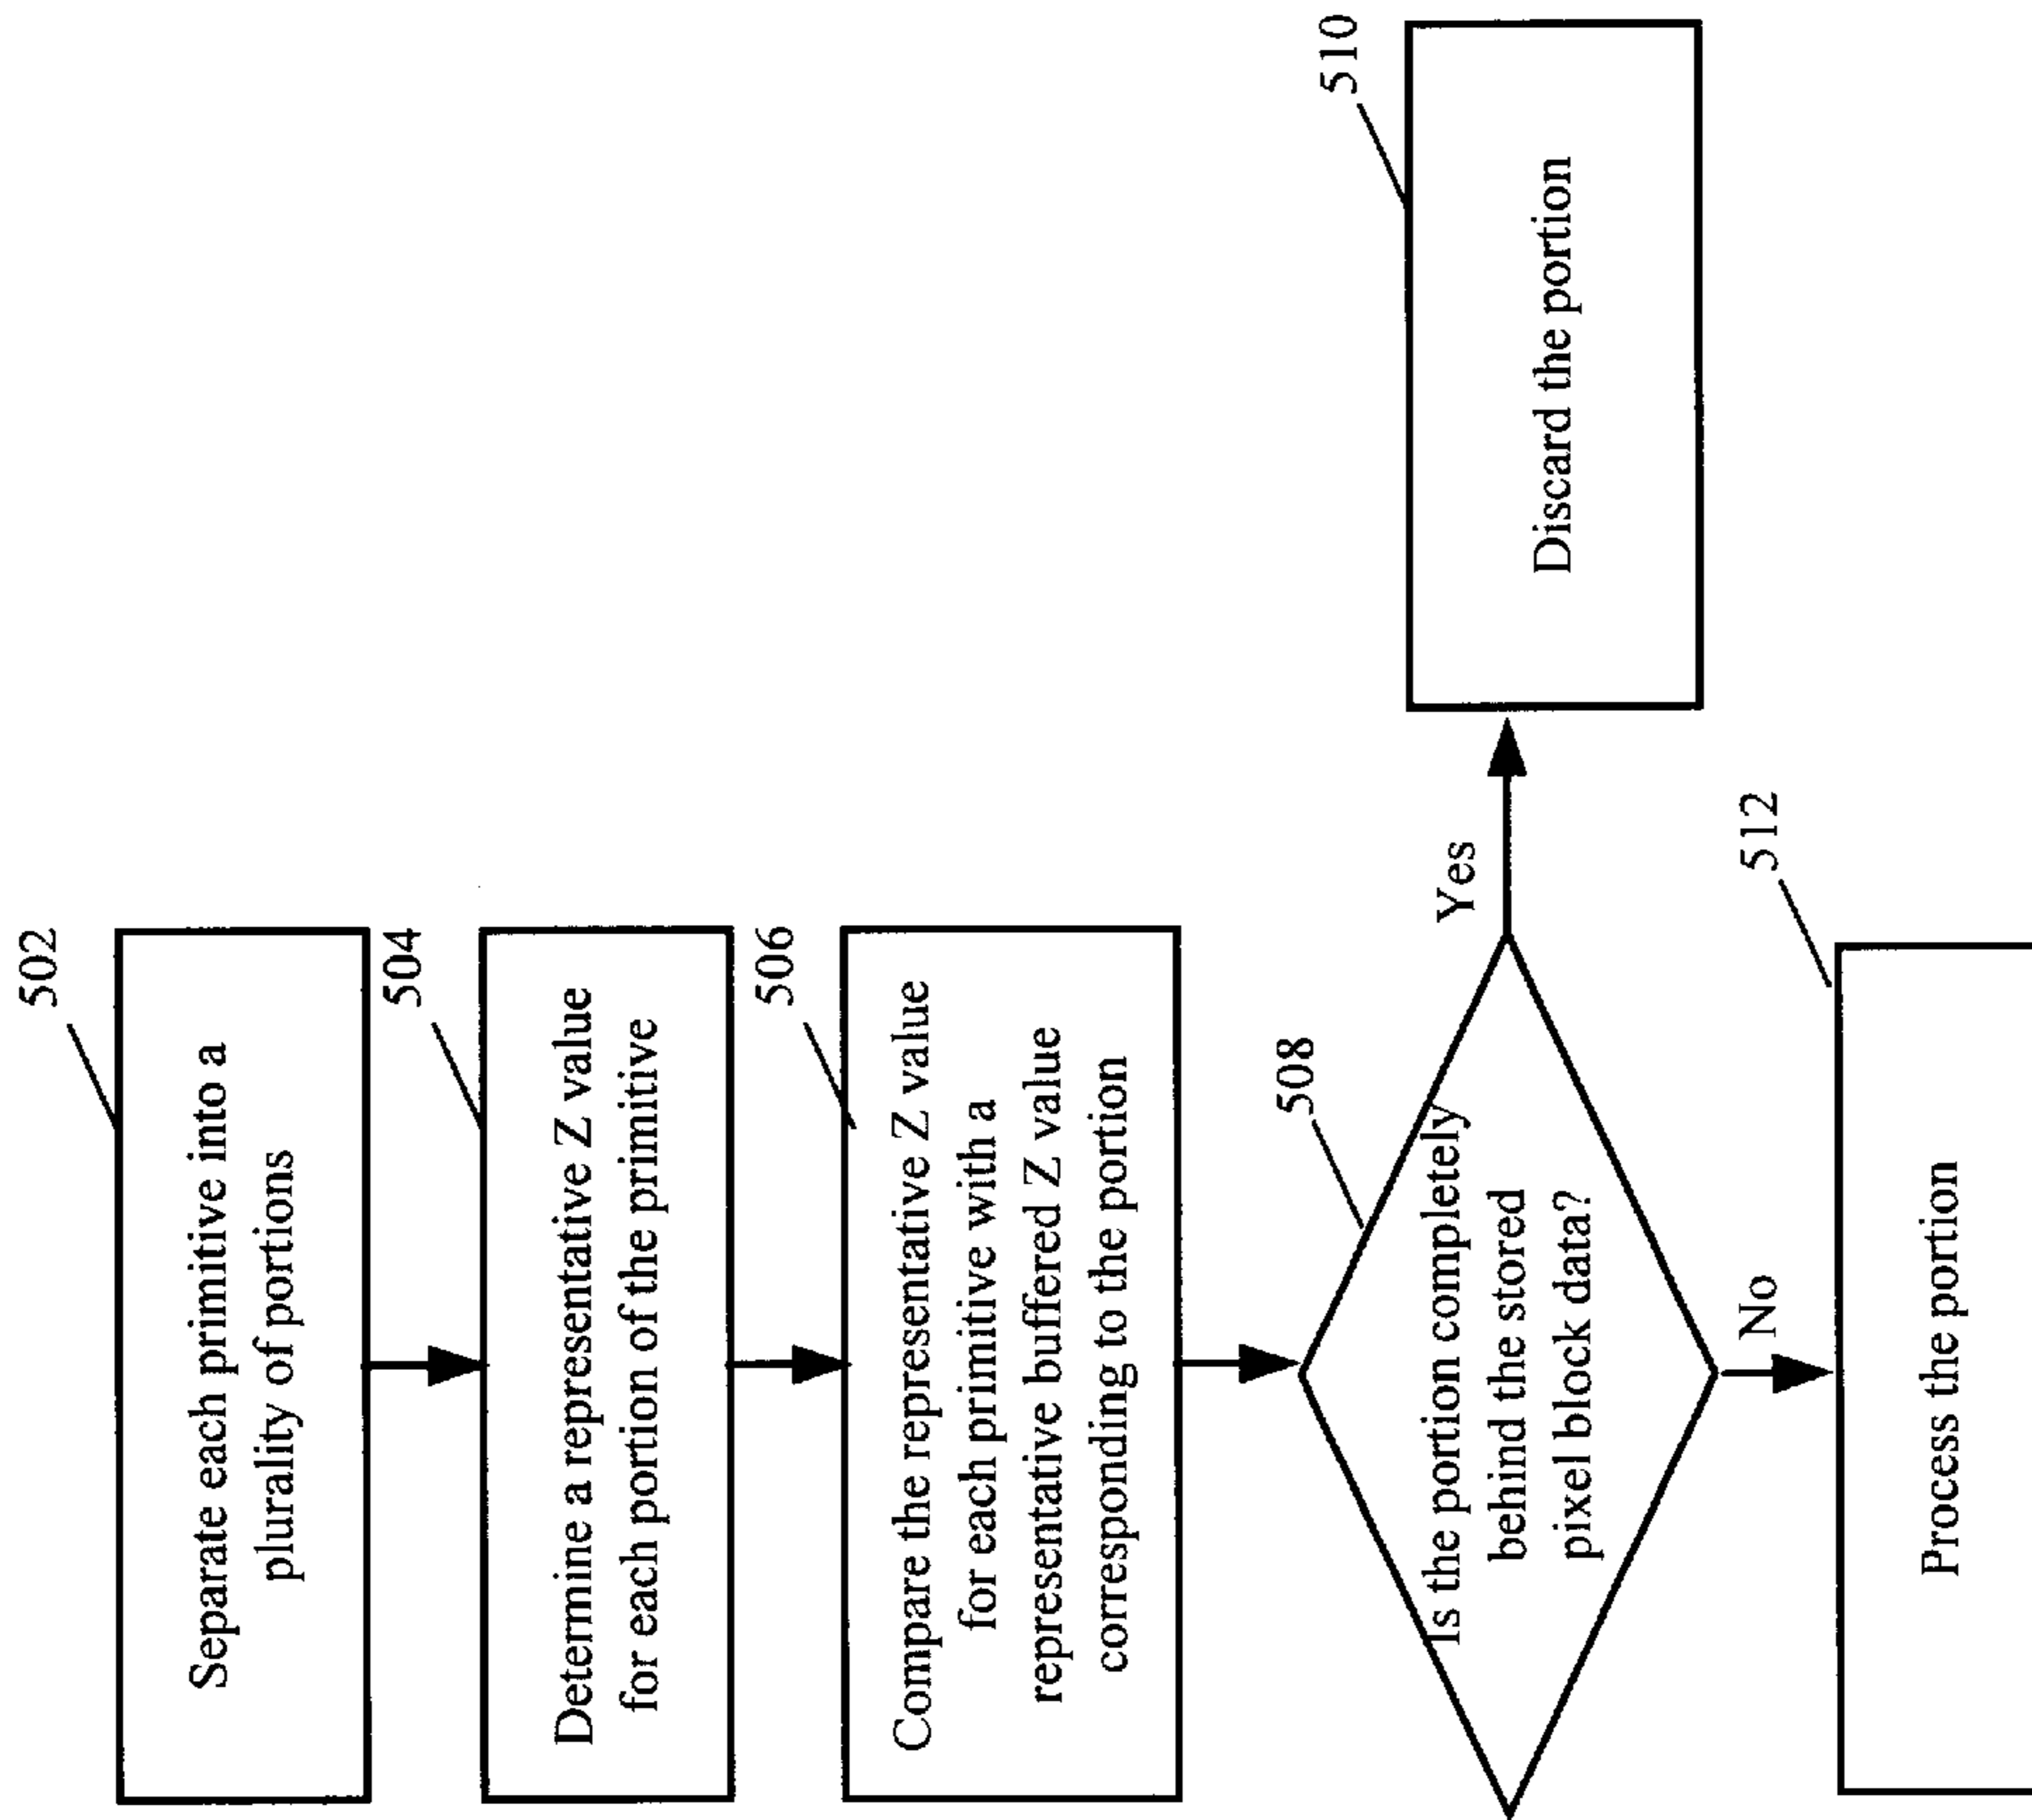 502
Separate each primitive into a
plurality of portions
504
Determine a representative Z value
for each portion of the primitive
506
Compare the representative Z value
for each primitive with a
representative buffered Z value
corresponding to the portion
508
Is the portion completely
behind the stored
pixel block data?
Yes
510
Discard the portion
No
512
Process the portion